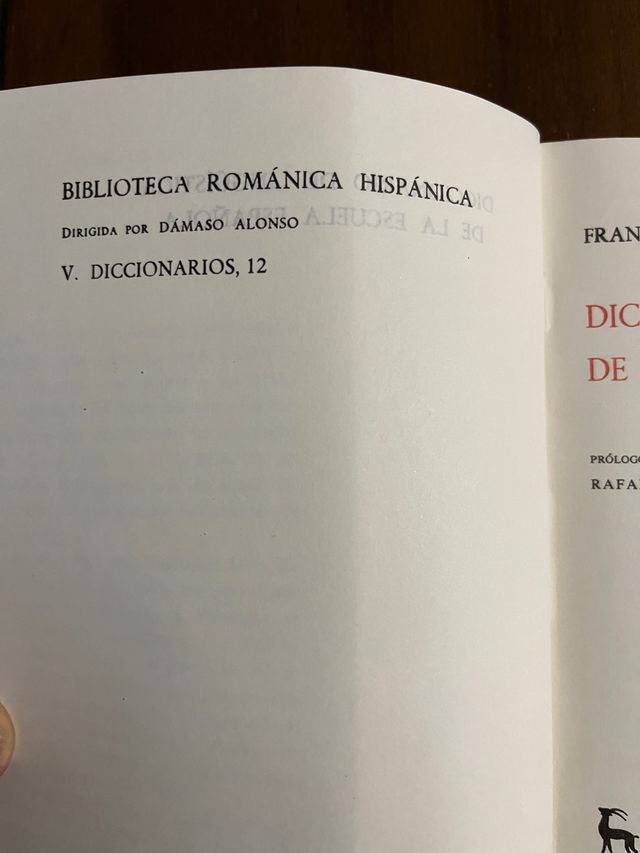 BIBLIOTECA ROMÁNICA HISPÁNICA
DIRIGIDA POR DÁMASO ALONSO
V. DICCIONARIOS, 12
FRAN
DIC
DE
PRÓLOGO
RAFA